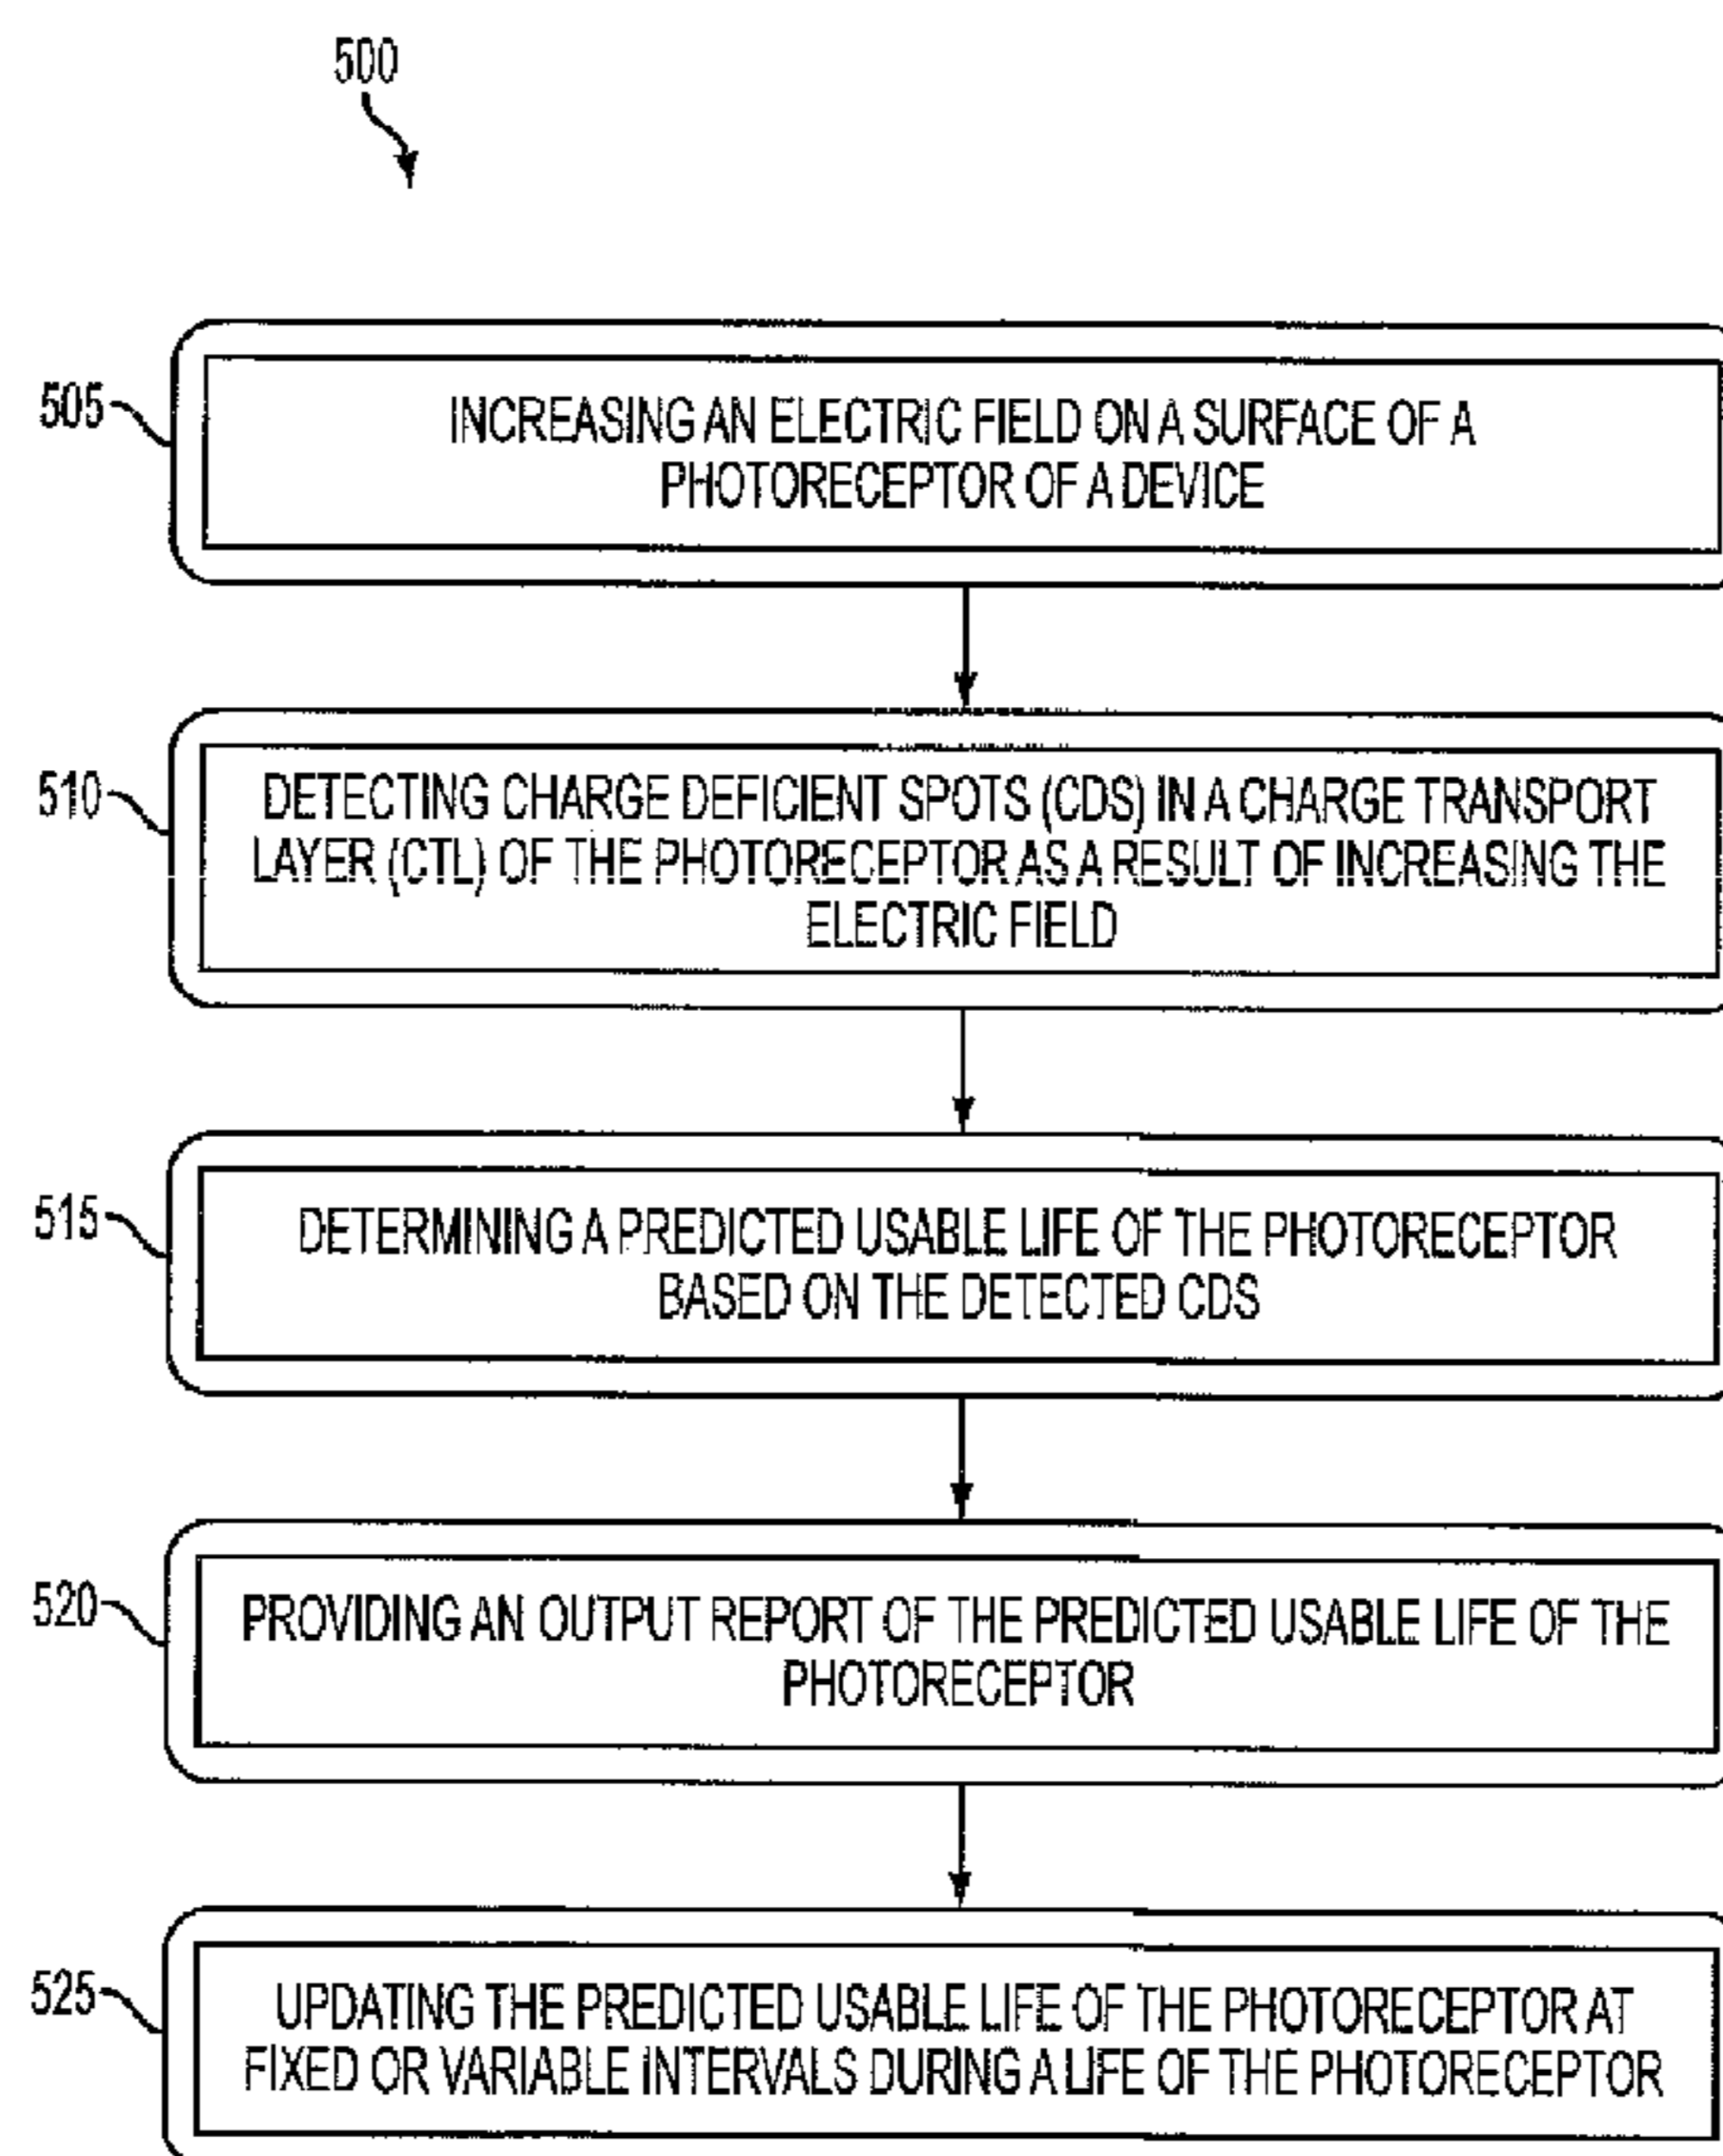 500
505
INCREASING AN ELECTRIC FIELD ON A SURFACE OF A
PHOTORECEPTOR OF A DEVICE
510
DETECTING CHARGE DEFICIENT SPOTS (CDS) IN A CHARGE TRANSPORT
LAYER (CTL) OF THE PHOTORECEPTOR AS A RESULT OF INCREASING THE
ELECTRIC FIELD
515
DETERMINING A PREDICTED USABLE LIFE OF THE PHOTORECEPTOR
BASED ON THE DETECTED CDS
520
PROVIDING AN OUTPUT REPORT OF THE PREDICTED USABLE LIFE OF THE
PHOTORECEPTOR
525
UPDATING THE PREDICTED USABLE LIFE OF THE PHOTORECEPTOR AT
FIXED OR VARIABLE INTERVALS DURING A LIFE OF THE PHOTORECEPTOR